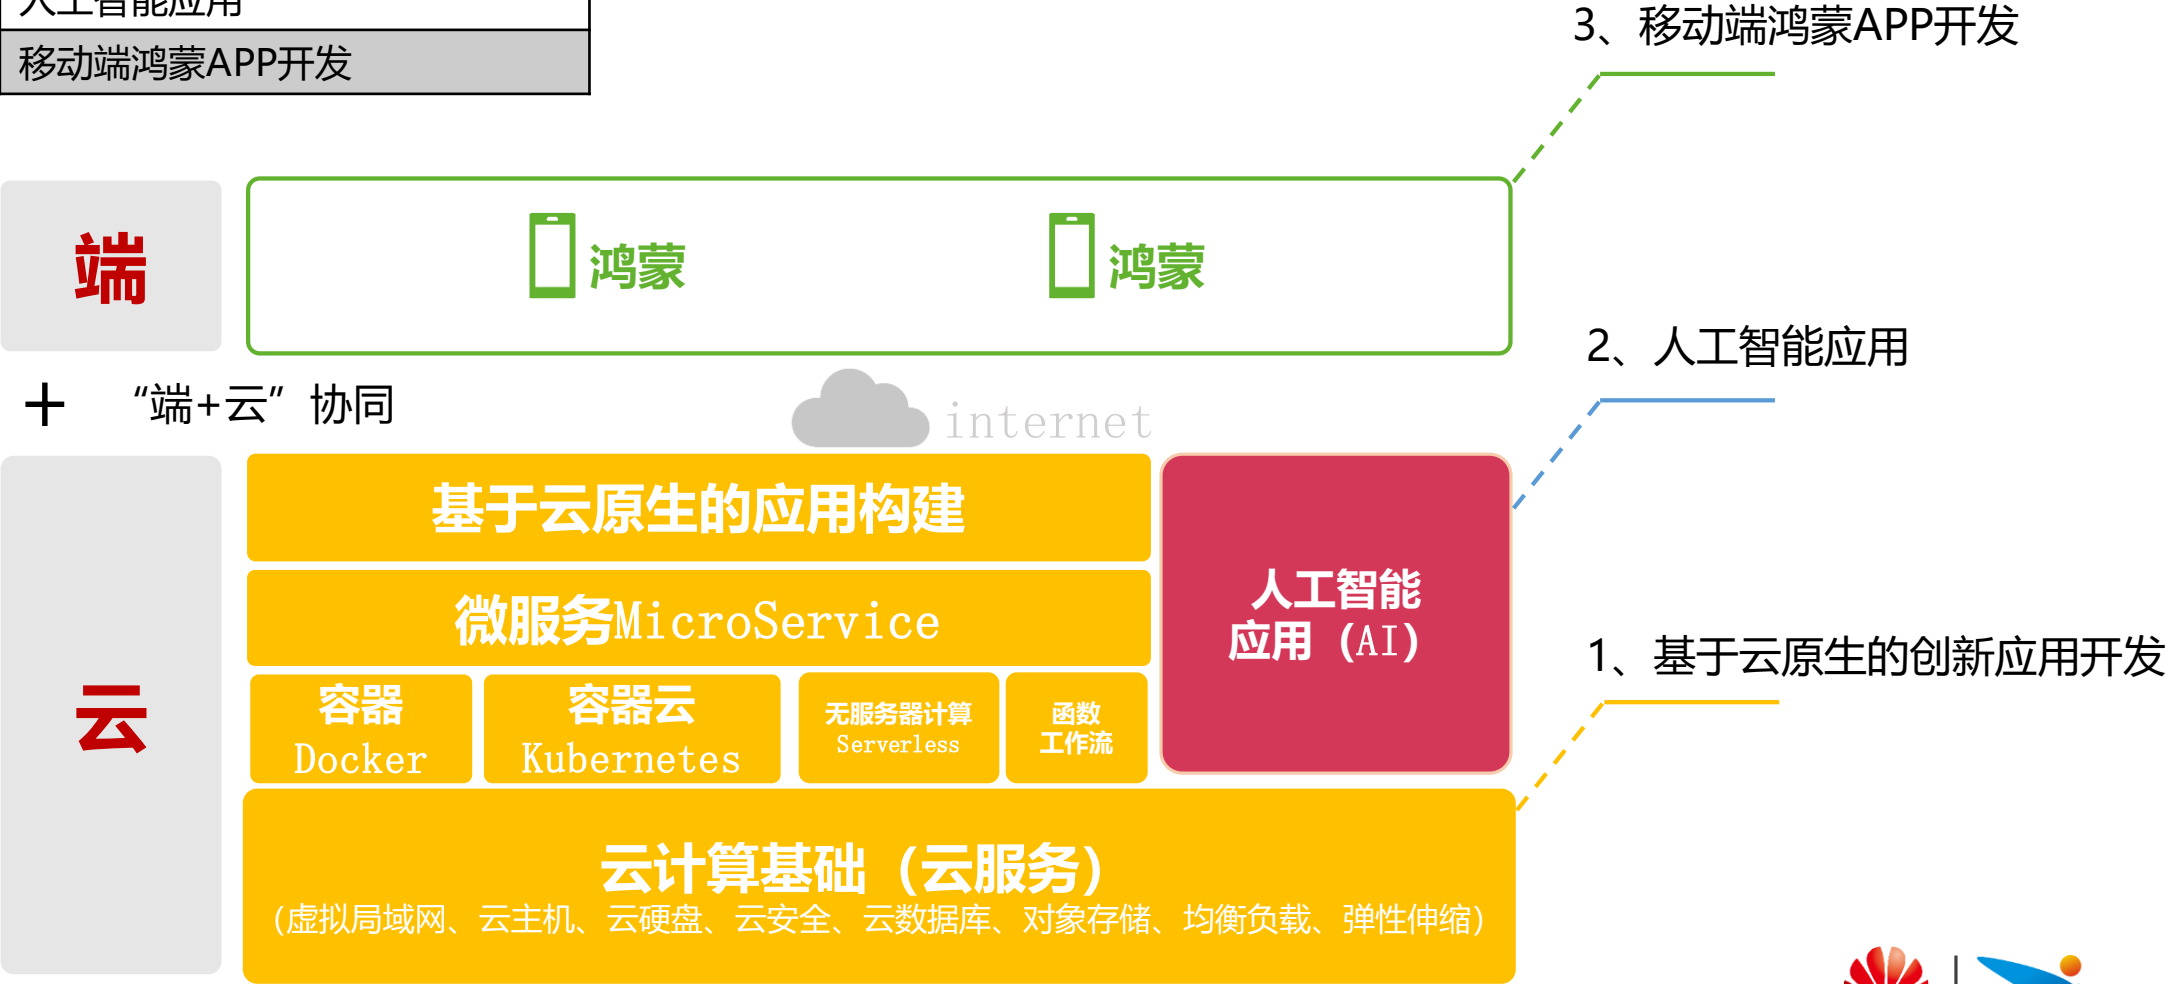 人工智能应用
移动端鸿蒙APP开发
3、移动端鸿蒙APP开发
端
鸿蒙
鸿蒙
2、人工智能应用
+
“端+云”协同
internet
云
基于云原生的应用构建
微服务MicroService
容器
Docker
容器云
Kubernetes
无服务器计算
Serverless
函数
工作流
人工智能
应用（AI）
1、基于云原生的创新应用开发
云计算基础（云服务）
（虚拟局域网、云主机、云硬盘、云安全、云数据库、对象存储、均衡负载、弹性伸缩）